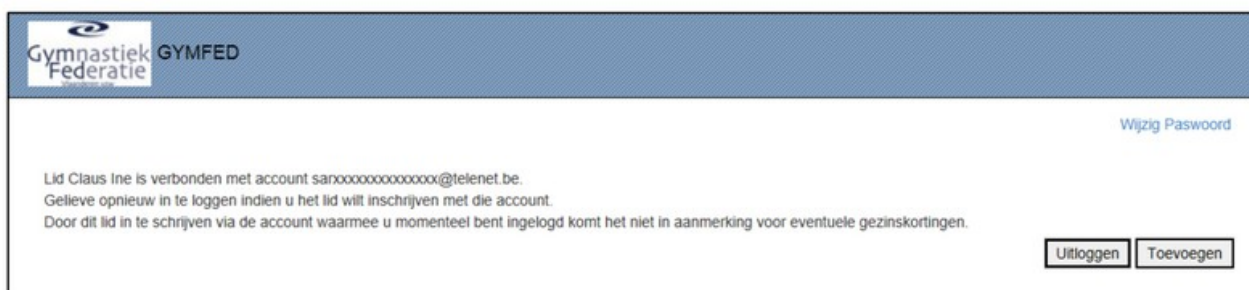 Gymnastiek
Federatie
GYMFED
Wijzig Paswoord
Lid Claus Ine is verbonden met account sarxxxxxxxxxxxxxx@telenet.be.
Gelieve opnieuw in te loggen indien u het lid wilt inschrijven met die account.
Door dit lid in te schrijven via de account waarmee u momenteel bent ingelogd komt het niet in aanmerking voor eventuele gezinskortingen.
Uitloggen Toevoegen